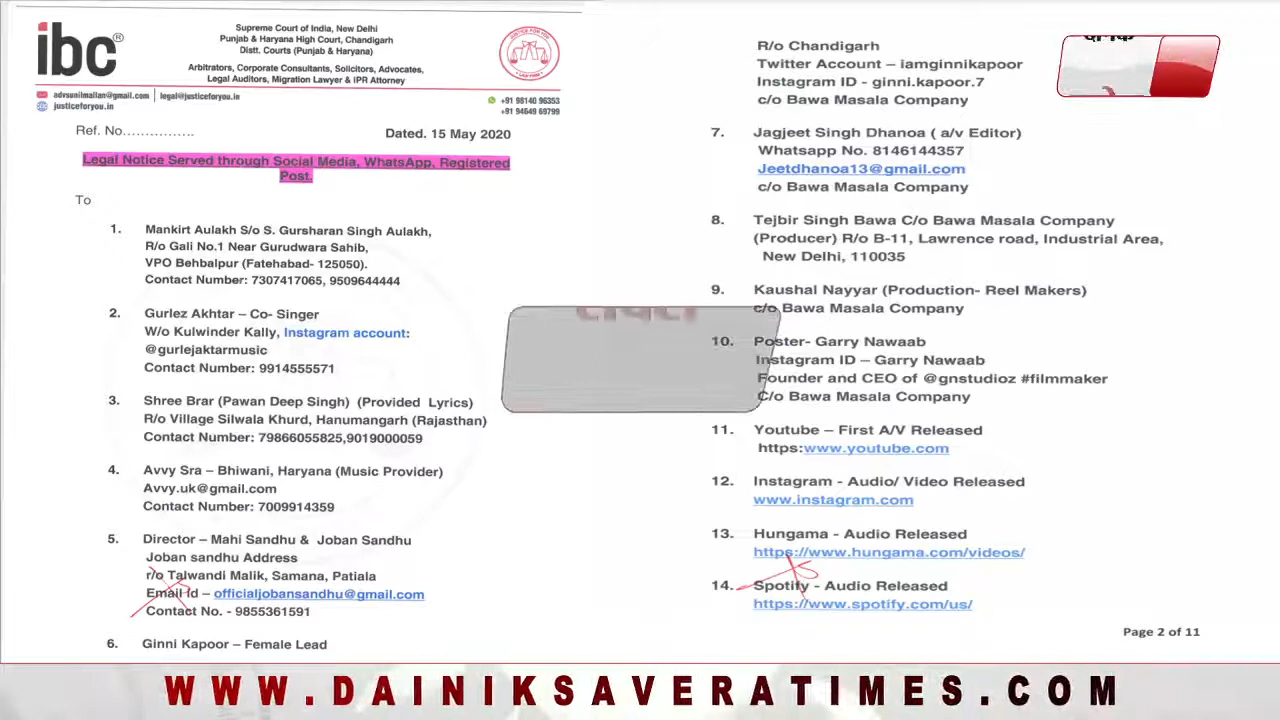 ibc®
Supreme Court of India, New Delhi
Punjab & Haryana High Court, Chandigarh
Distt. Courts (Punjab & Haryana)
Arbitrators, Corporate Consultants, Solicitors, Advocates,
Legal Auditors, Migration Lawyer & IPR Attorney
JUSTICE FOR YOU
advsunilmallan@gmail.com | legal@justiceforyou.in
justiceforyou.in
+91 98140 96353
+91 94649 69799
Ref. No...............
Dated. 15 May 2020
Legal Notice Served through Social Media, WhatsApp, Registered
Post.
To
1. Mankirt Aulakh S/o S. Gursharan Singh Aulakh,
R/o Gali No.1 Near Gurudwara Sahib,
VPO Behbalpur (Fatehabad- 125050).
Contact Number: 7307417065, 9509644444
2. Gurlez Akhtar – Co- Singer
W/o Kulwinder Kally, Instagram account:
@gurlejaktarmusic
Contact Number: 9914555571
3. Shree Brar (Pawan Deep Singh) (Provided Lyrics)
R/o Village Silwala Khurd, Hanumangarh (Rajasthan)
Contact Number: 79866055825,9019000059
4. Avvy Sra – Bhiwani, Haryana (Music Provider)
Avvy.uk@gmail.com
Contact Number: 7009914359
5. Director – Mahi Sandhu & Joban Sandhu
Joban sandhu Address
r/o Talwandi Malik, Samana, Patiala
Email Id – officialjobansandhu@gmail.com
Contact No. - 9855361591
6. Ginni Kapoor – Female Lead
R/o Chandigarh
Twitter Account – iamginnikapoor
Instagram ID - ginni.kapoor.7
c/o Bawa Masala Company
7. Jagjeet Singh Dhanoa ( a/v Editor)
Whatsapp No. 8146144357
Jeetdhanoa13@gmail.com
c/o Bawa Masala Company
8. Tejbir Singh Bawa C/o Bawa Masala Company
(Producer) R/o B-11, Lawrence road, Industrial Area,
New Delhi, 110035
9. Kaushal Nayyar (Production- Reel Makers)
c/o Bawa Masala Company
10. Poster- Garry Nawaab
Instagram ID – Garry Nawaab
Founder and CEO of @gnstudioz #filmmaker
C/o Bawa Masala Company
11. Youtube – First A/V Released
https:www.youtube.com
12. Instagram - Audio/ Video Released
www.instagram.com
13. Hungama - Audio Released
https://www.hungama.com/videos/
14. Spotify - Audio Released
https://www.spotify.com/us/
Page 2 of 11
WWW.DAINIKSAVERATIMES.COM